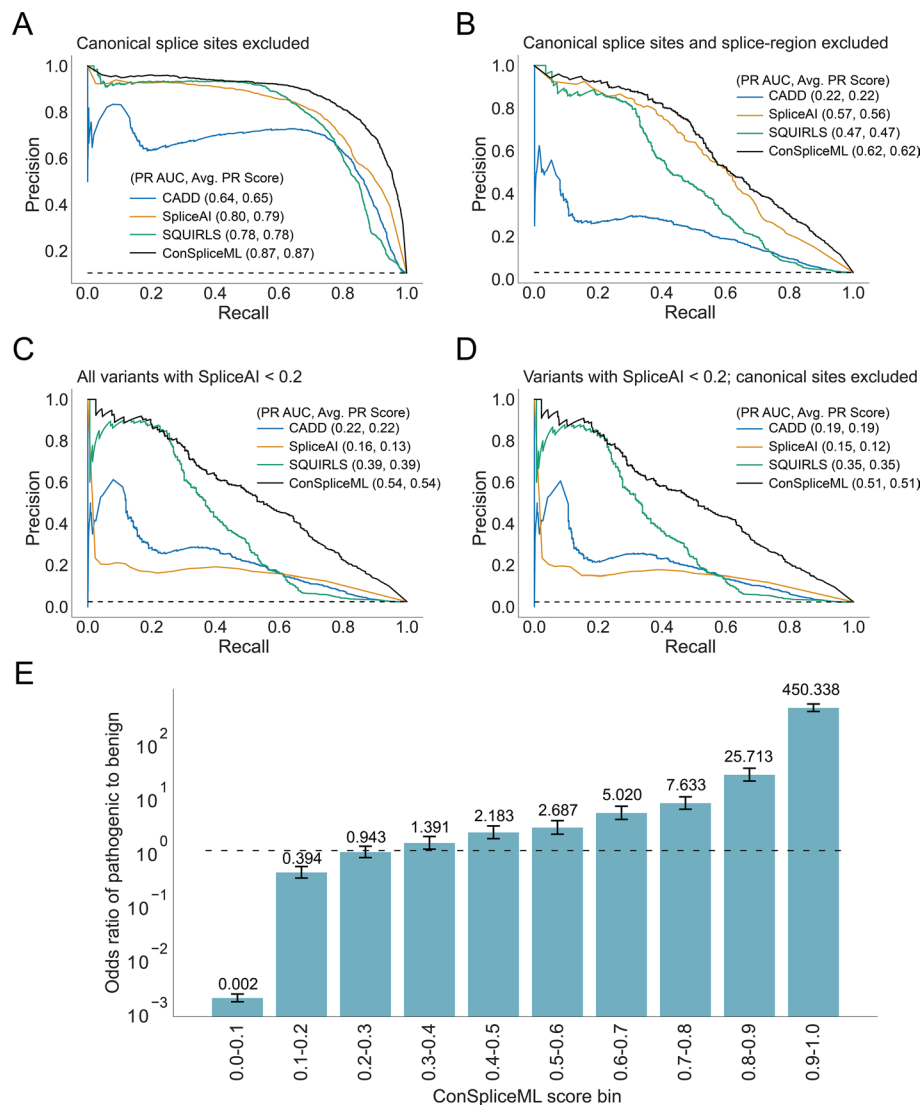 A
Canonical splice sites excluded
Precision
1.0
0.8
0.6
0.4
0.2
(PR AUC, Avg. PR Score)
CADD (0.64, 0.65)
SpliceAI (0.80, 0.79)
SQUIRLS (0.78, 0.78)
ConSpliceML (0.87, 0.87)
0.0 0.2 0.4 0.6 0.8 1.0
Recall
B
Canonical splice sites and splice-region excluded
Precision
1.0
0.8
0.6
0.4
0.2
0.0
(PR AUC, Avg. PR Score)
CADD (0.22, 0.22)
SpliceAI (0.57, 0.56)
SQUIRLS (0.47, 0.47)
ConSpliceML (0.62, 0.62)
0.0 0.2 0.4 0.6 0.8 1.0
Recall
C
All variants with SpliceAI < 0.2
Precision
1.0
0.8
0.6
0.4
0.2
0.0
(PR AUC, Avg. PR Score)
CADD (0.22, 0.22)
SpliceAI (0.16, 0.13)
SQUIRLS (0.39, 0.39)
ConSpliceML (0.54, 0.54)
0.0 0.2 0.4 0.6 0.8 1.0
Recall
D
Variants with SpliceAI < 0.2; canonical sites excluded
Precision
1.0
0.8
0.6
0.4
0.2
0.0
(PR AUC, Avg. PR Score)
CADD (0.19, 0.19)
SpliceAI (0.15, 0.12)
SQUIRLS (0.35, 0.35)
ConSpliceML (0.51, 0.51)
0.0 0.2 0.4 0.6 0.8 1.0
Recall
E
Odds ratio of pathogenic to benign
10²
10¹
10⁰
10⁻¹
10⁻²
10⁻³
0.002
0.394
0.943
1.391
2.183
2.687
5.020
7.633
25.713
450.338
0.0-0.1
0.1-0.2
0.2-0.3
0.3-0.4
0.4-0.5
0.5-0.6
0.6-0.7
0.7-0.8
0.8-0.9
0.9-1.0
ConSpliceML score bin